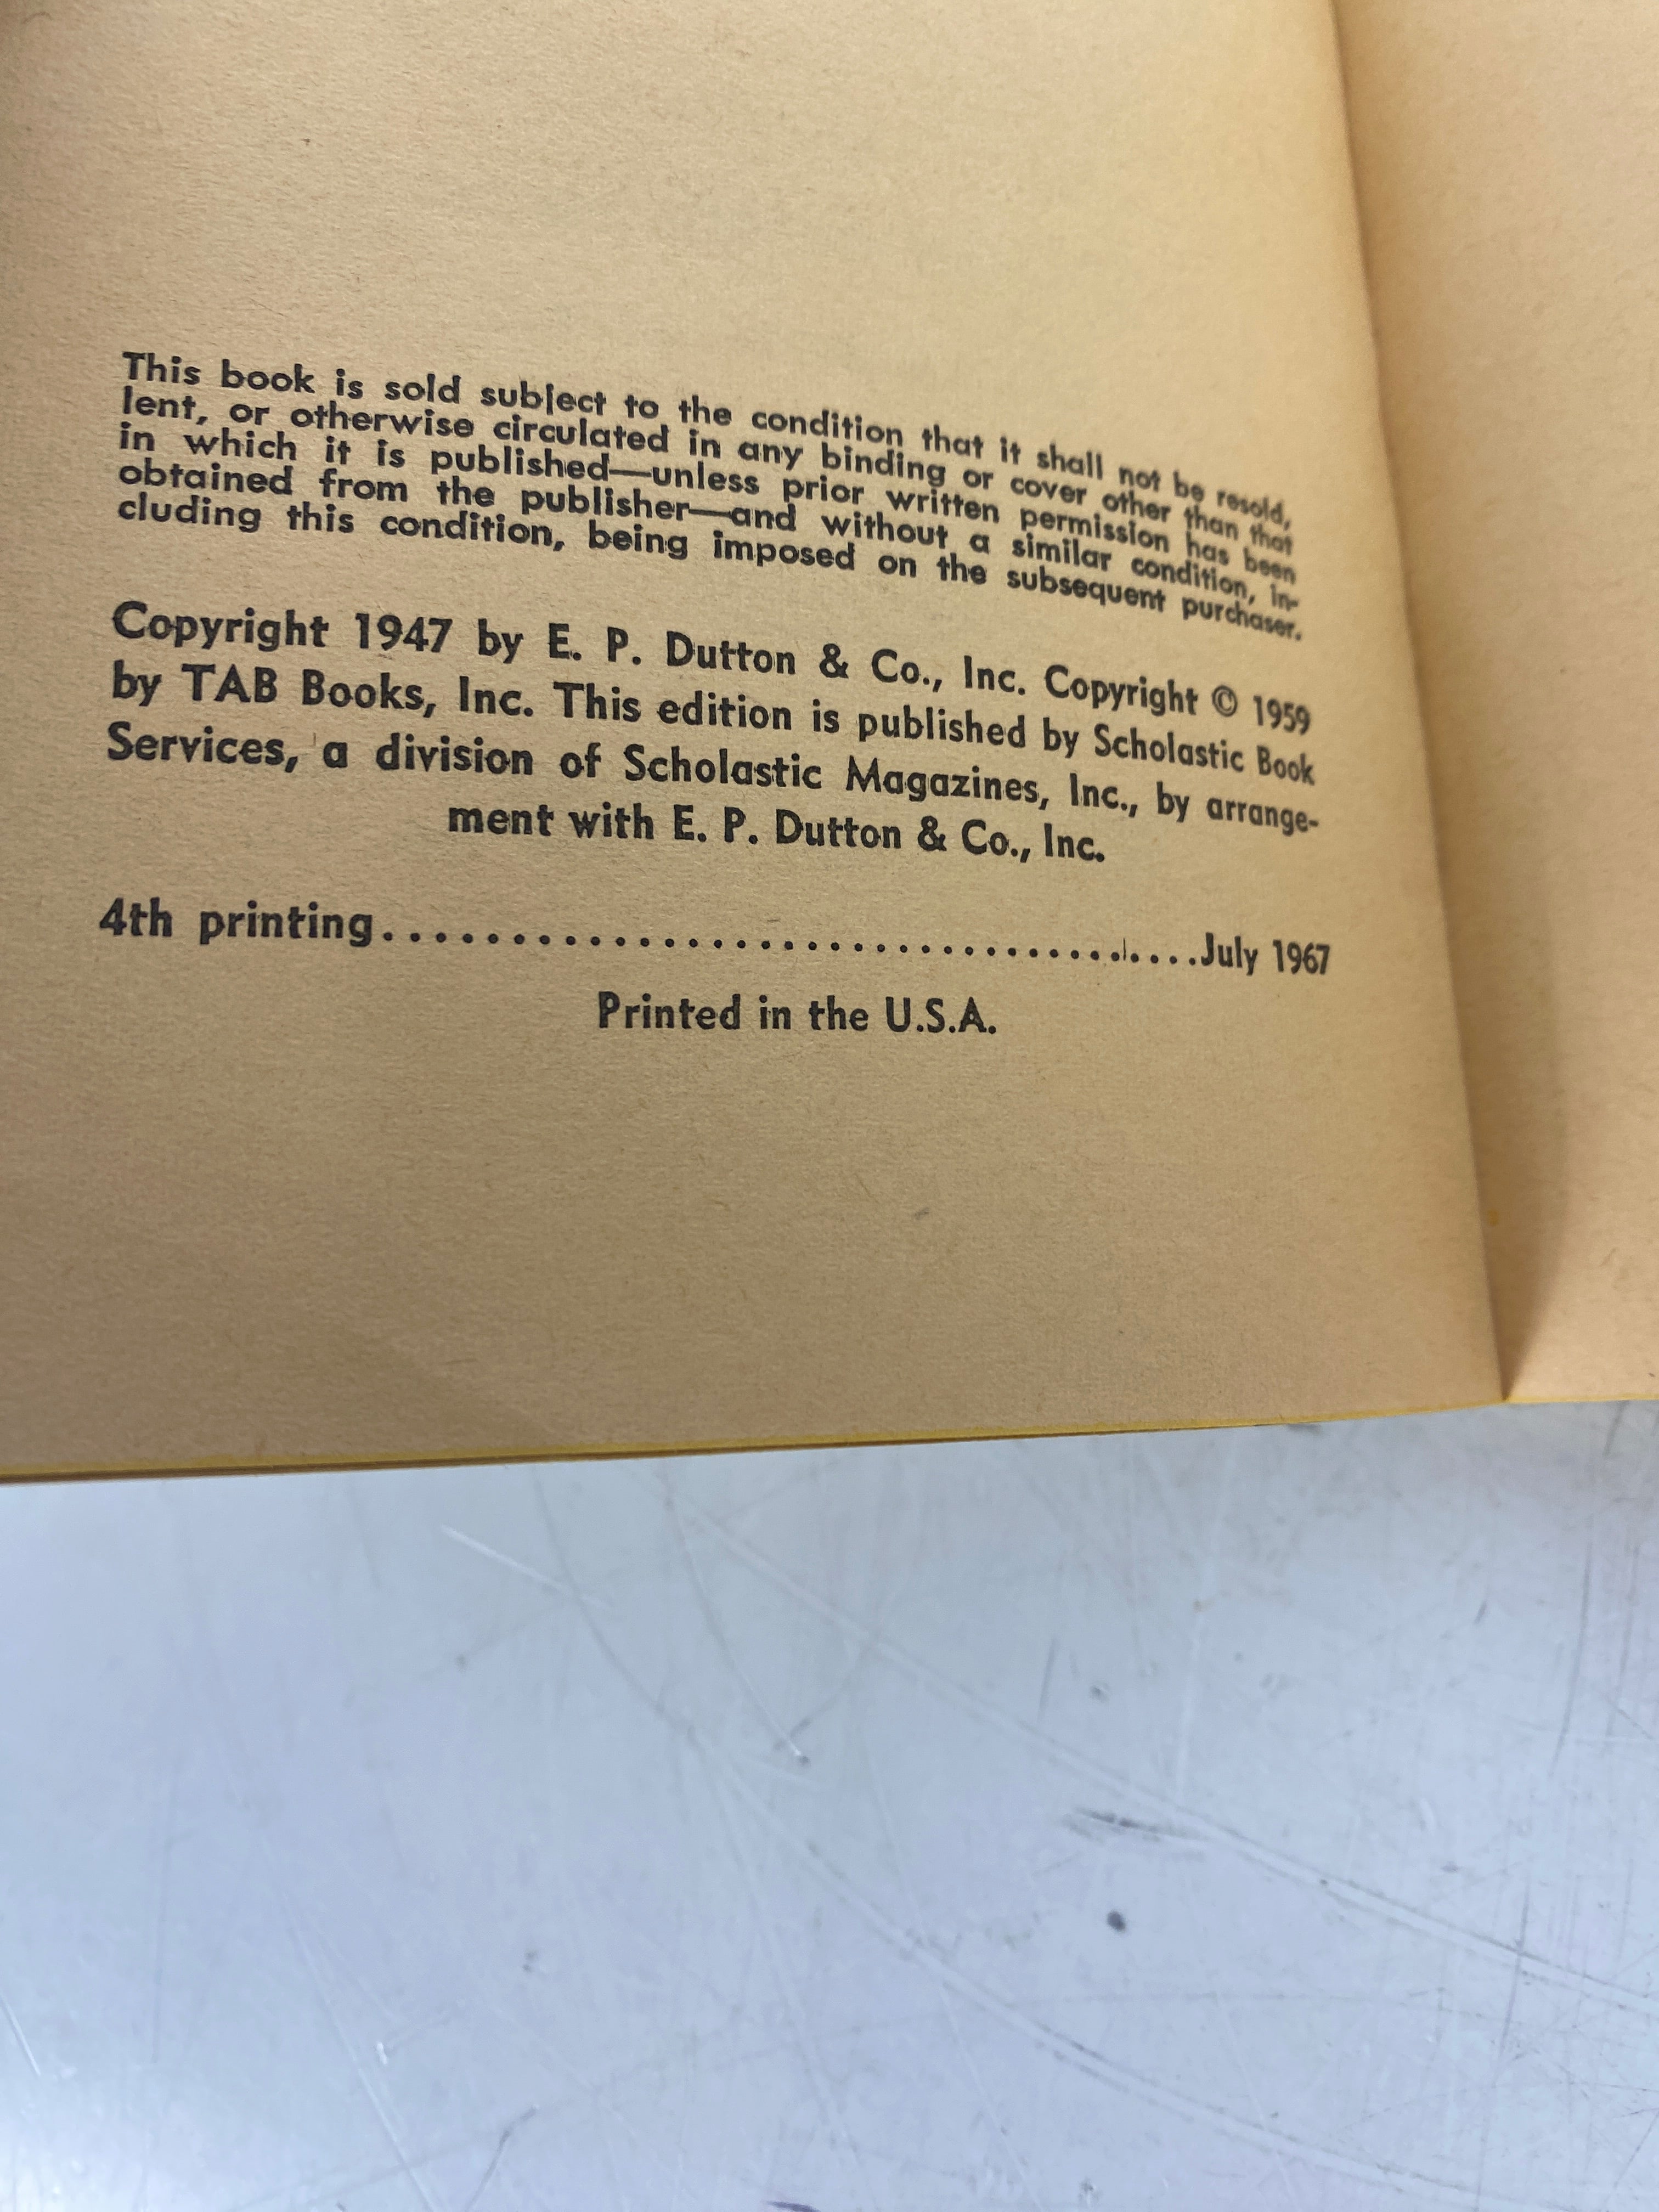 This book is sold subject to the condition that it shall not be resold,
lent, or otherwise circulated in any binding or cover other than that
in which it is published—unless prior written permission has been
obtained from the publisher—and without a similar condition, in-
cluding this condition, being imposed on the subsequent purchaser.
Copyright 1947 by E. P. Dutton & Co., Inc. Copyright © 1959
by TAB Books, Inc. This edition is published by Scholastic Book
Services, a division of Scholastic Magazines, Inc., by arrange-
ment with E. P. Dutton & Co., Inc.
4th printing....................................July 1967
Printed in the U.S.A.